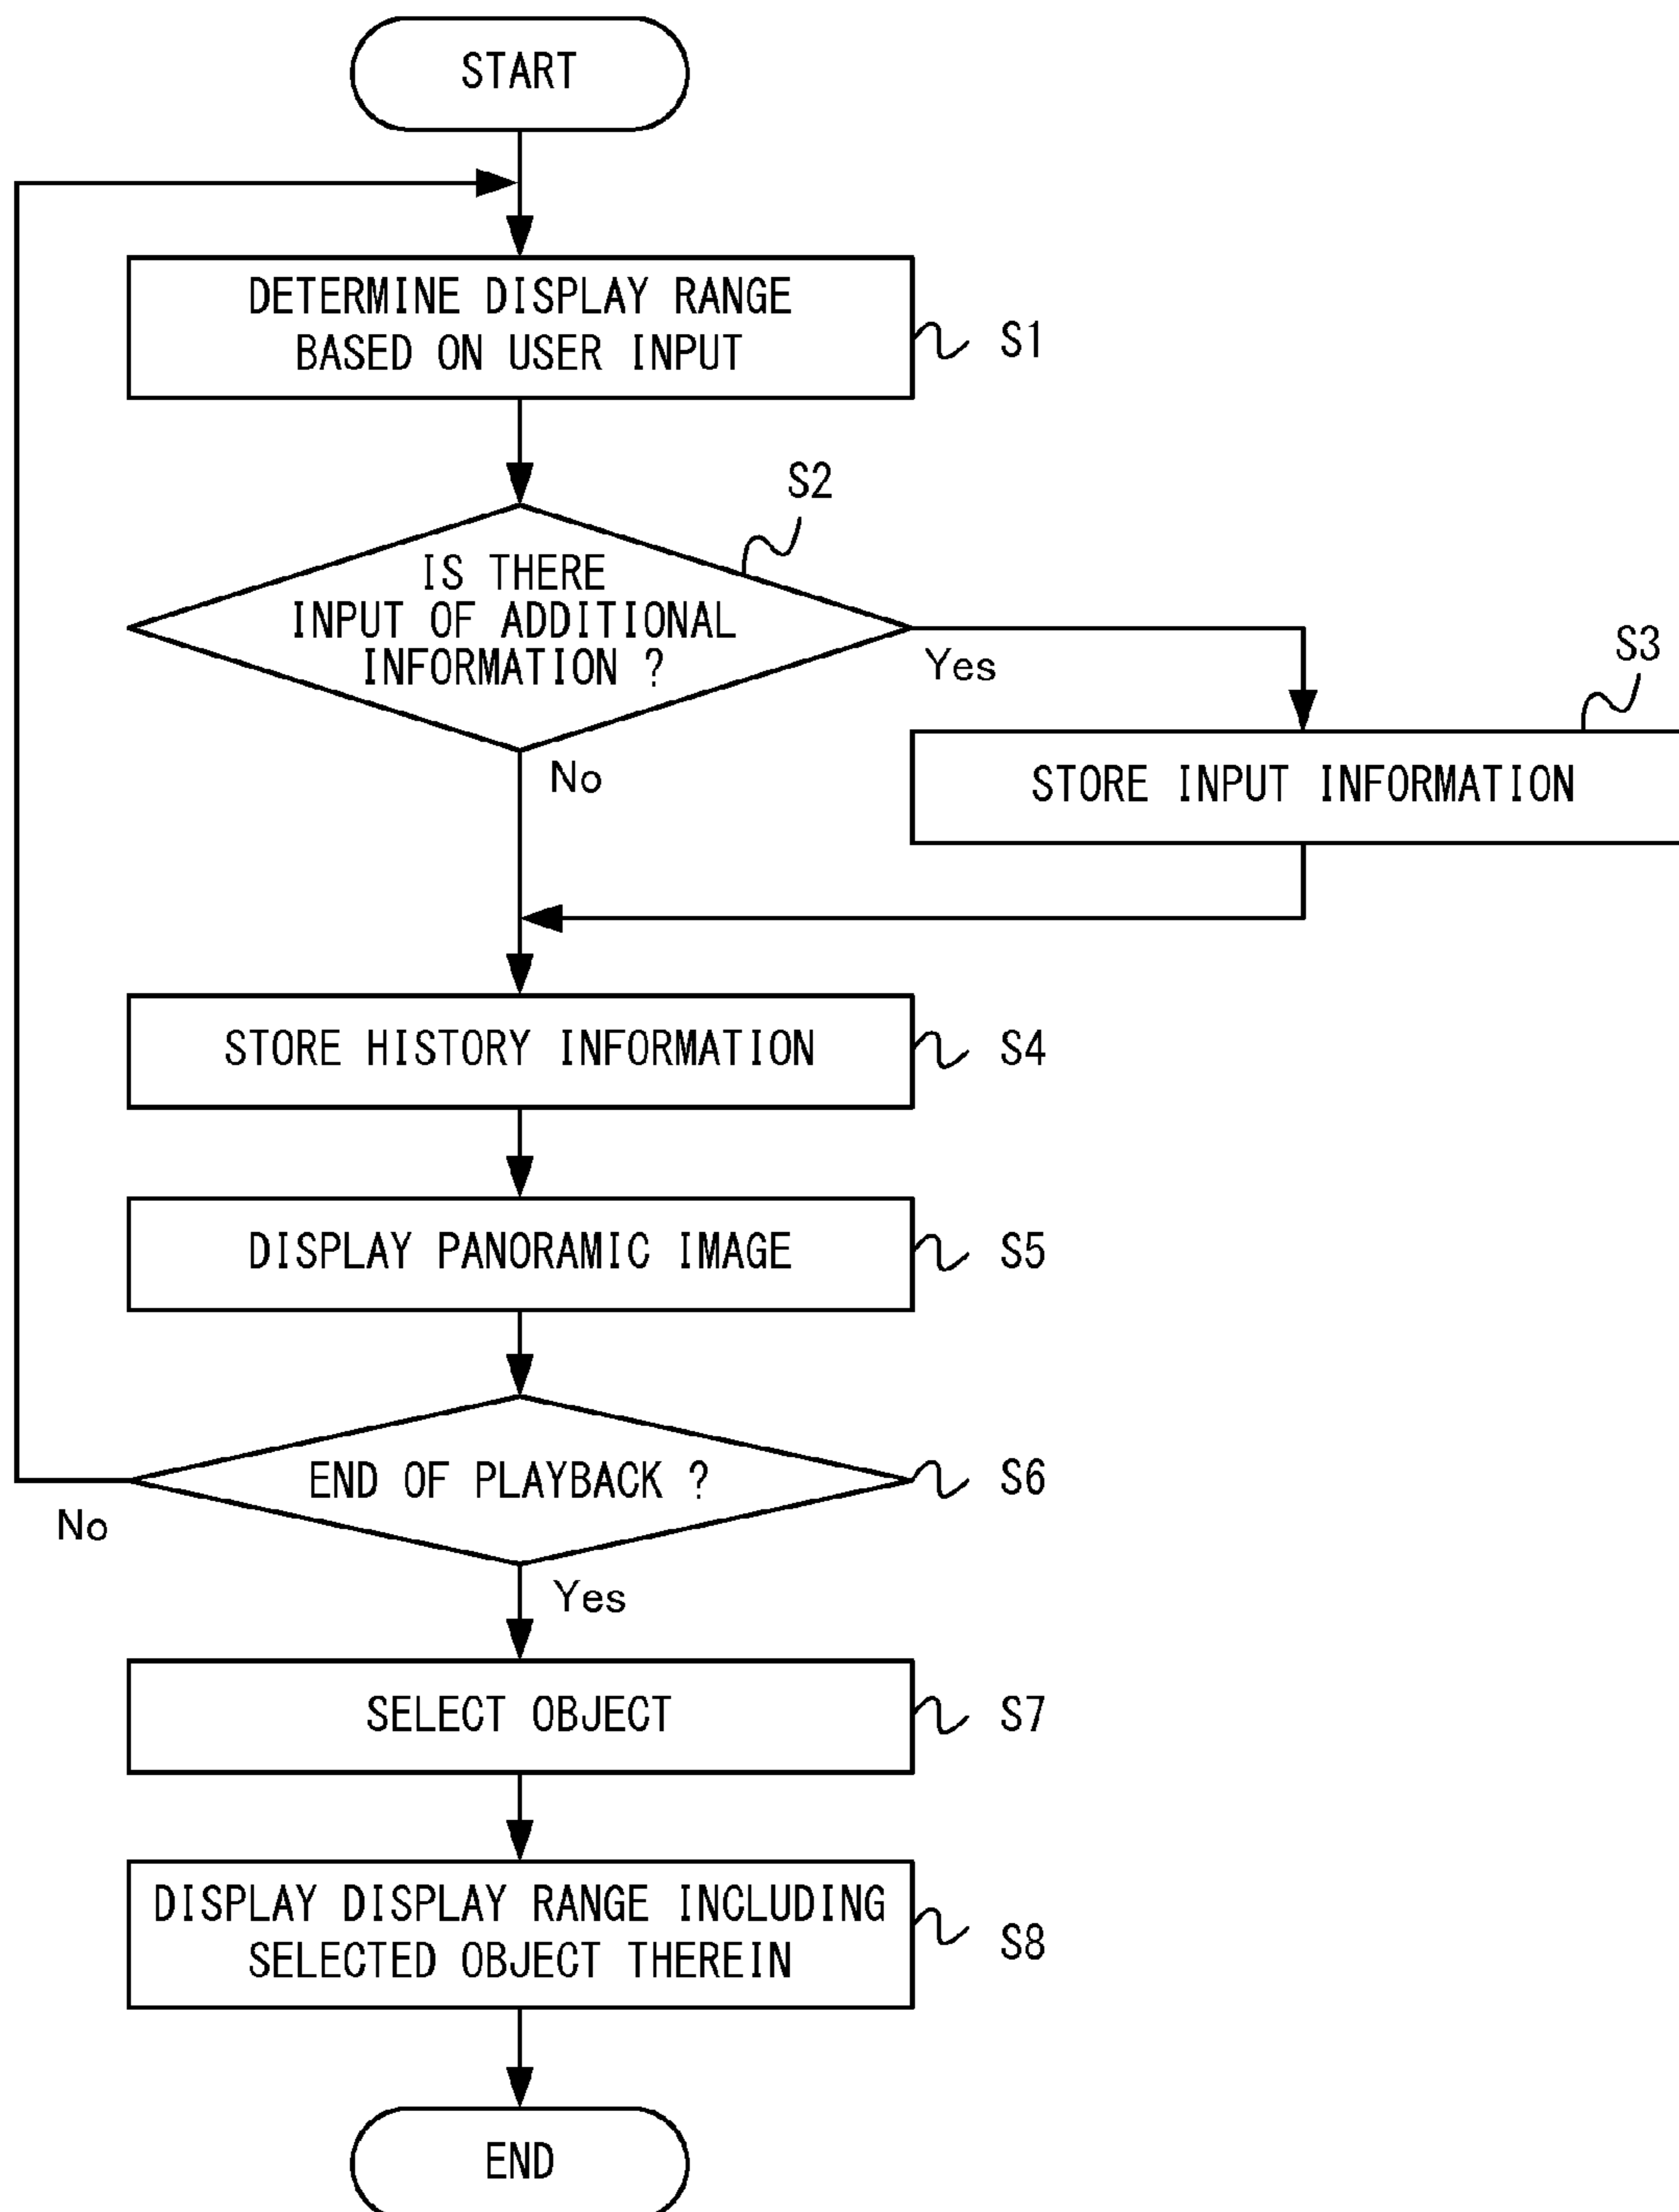 START
DETERMINE DISPLAY RANGE
BASED ON USER INPUT
S1
S2
IS THERE
INPUT OF ADDITIONAL
INFORMATION ?
Yes
No
S3
STORE INPUT INFORMATION
STORE HISTORY INFORMATION
S4
DISPLAY PANORAMIC IMAGE
S5
END OF PLAYBACK ?
S6
No
Yes
SELECT OBJECT
S7
DISPLAY DISPLAY RANGE INCLUDING
SELECTED OBJECT THEREIN
S8
END